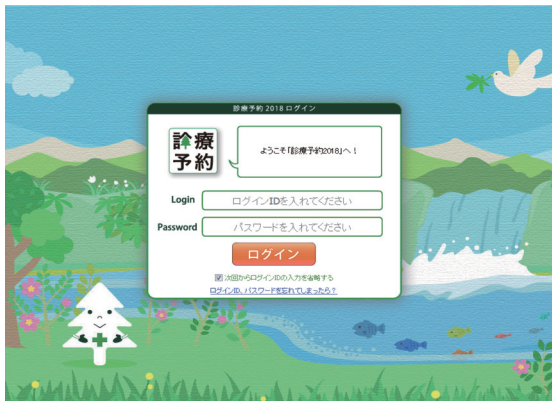 診療予約 2018 ログイン
診療
予約
ようこそ「診療予約2018」へ！
Login
ログインIDを入れてください
Password
パスワードを入れてください
ログイン
次回からログインIDの入力を省略する
ログインID、パスワードを忘れてしまったら？